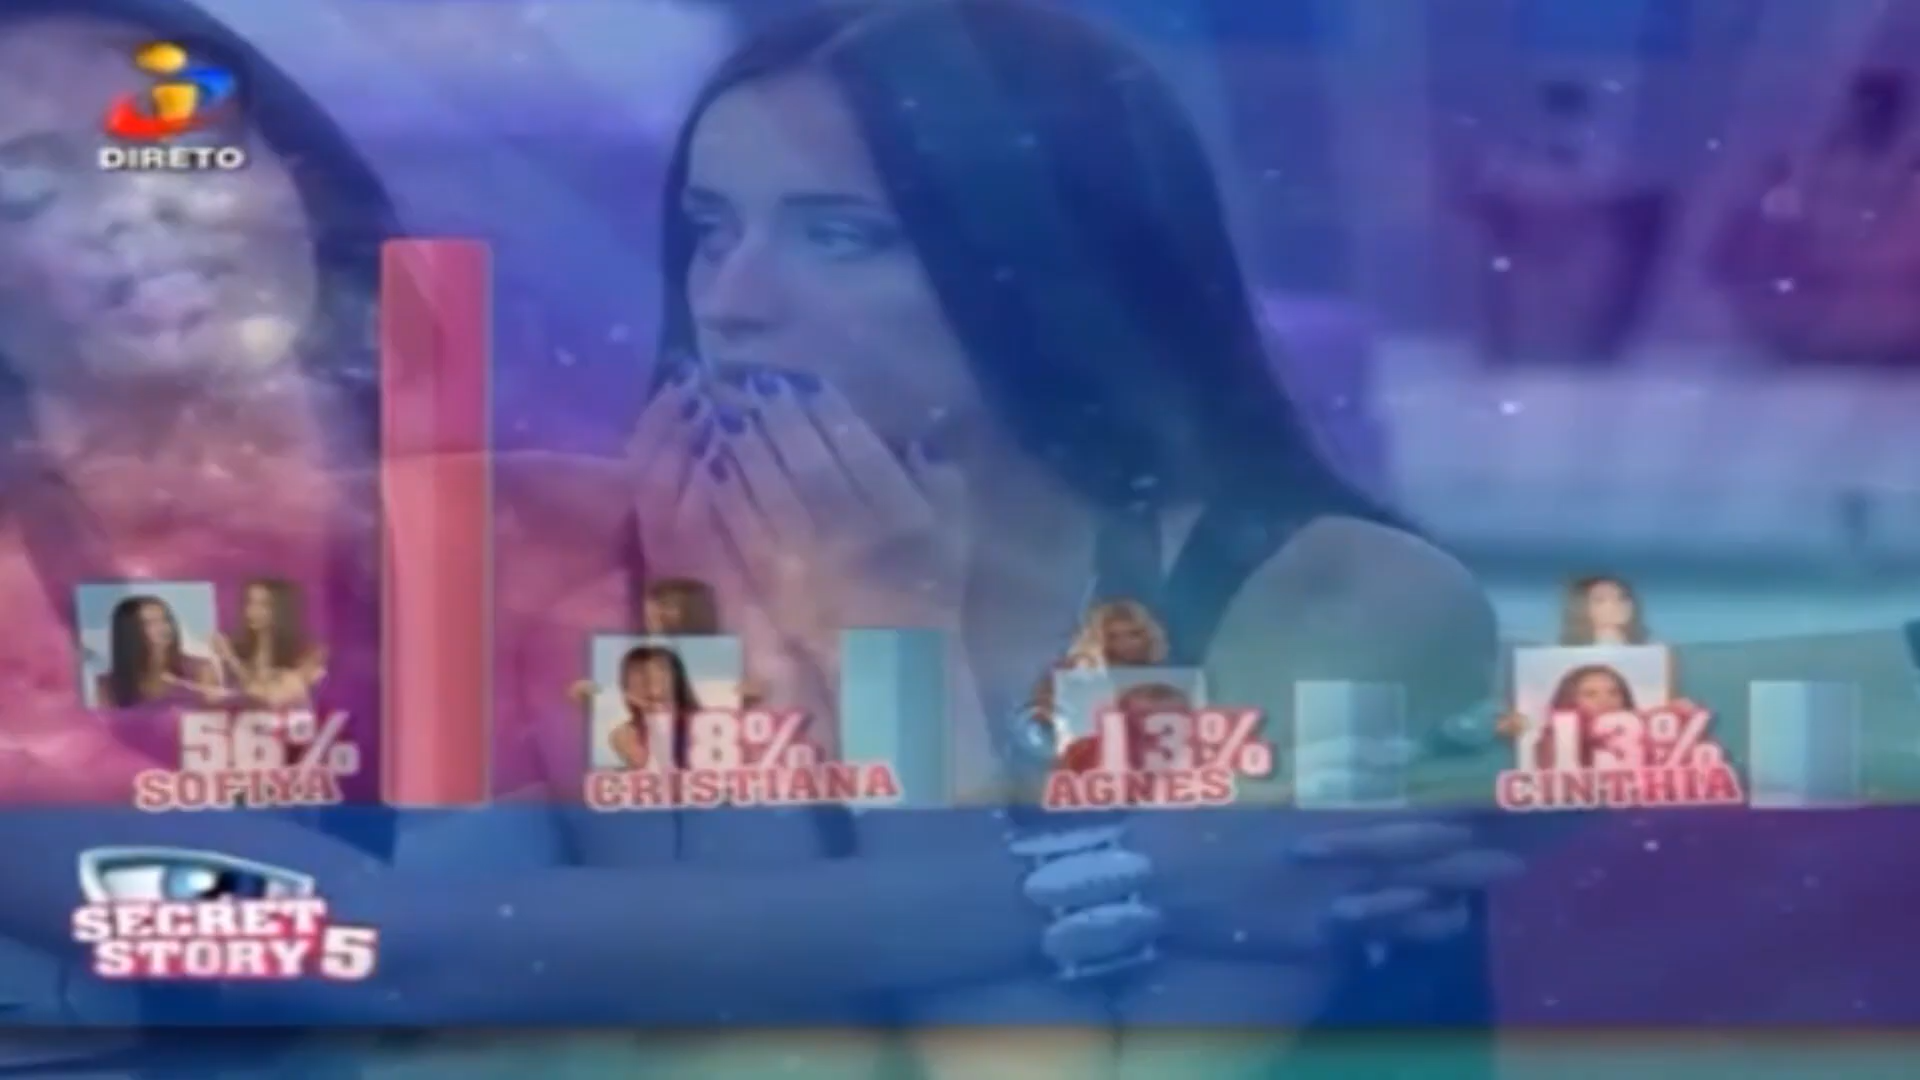 DIRETO
56%
SOFIYA
18%
CRISTIANA
13%
AGNES
13%
CINTHIA
SECRET
STORY 5